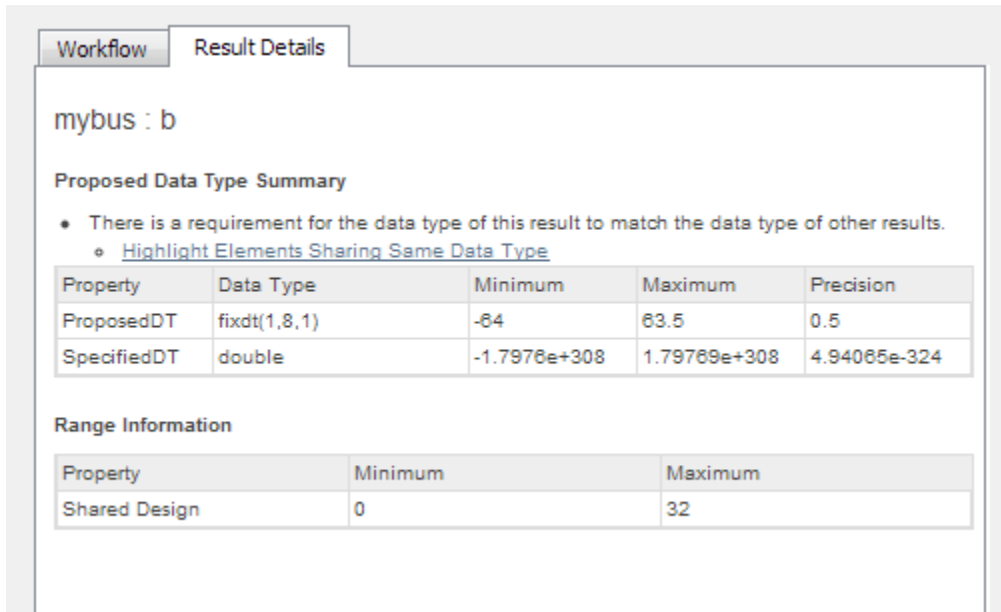 Workflow Result Details
mybus : b
Proposed Data Type Summary
• There is a requirement for the data type of this result to match the data type of other results.
Highlight Elements Sharing Same Data Type
Property Data Type Minimum Maximum Precision
ProposedDT fixdt(1,8,1) -64 63.5 0.5
SpecifiedDT double -1.7976e+308 1.79769e+308 4.94065e-324
Range Information
Property Minimum Maximum
Shared Design 0 32